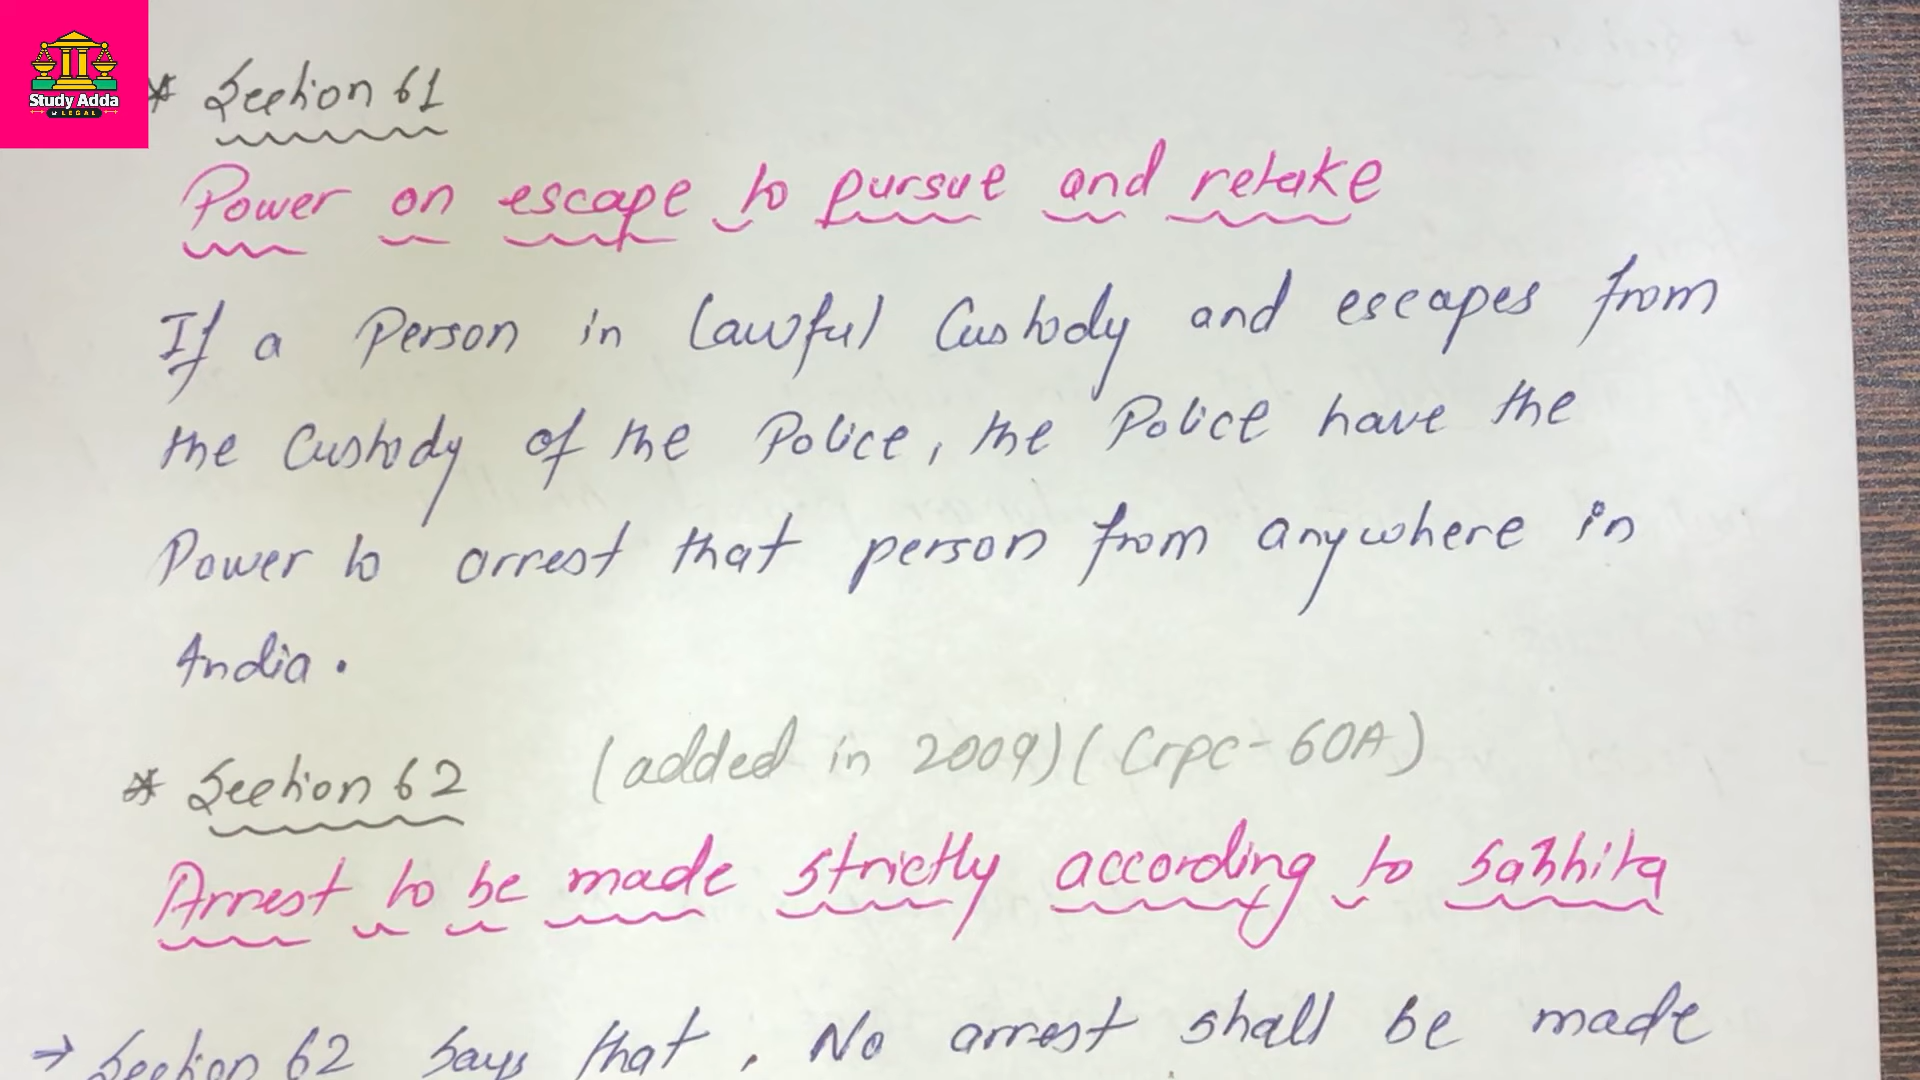 Study Adda
LEGAL
* Section 61
Power on escape to pursue and retake
If a Person in Lawful Custody and escapes from
the Custody of the Police, the Police have the
Power to arrest that person from anywhere in
India.
* Section 62 (added in 2009) (Crpc-60A)
Arrest to be made strictly according to Sanhita
→ Section 62 Says that, No arrest shall be made